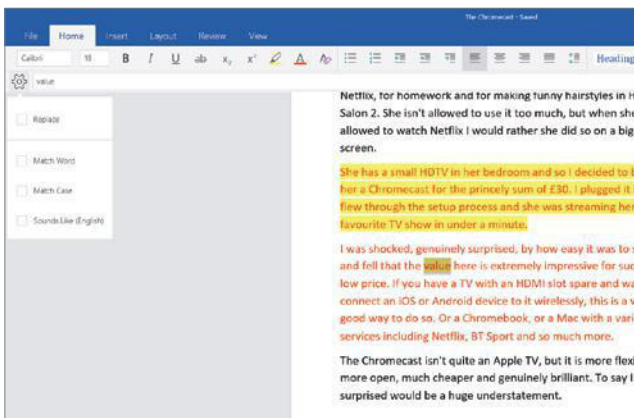 The Chromecast - Saved
File Home Insert Layout Review View
Calibri 18 B I U ab x₂ x² A Heading
value
Replace
Match Word
Match Case
Sounds Like (English)
Netflix, for homework and for making funny hairstyles in H
Salon 2. She isn't allowed to use it too much, but when she
allowed to watch Netflix I would rather she did so on a big
screen.
She has a small HDTV in her bedroom and so I decided to b
her a Chromecast for the princely sum of £30. I plugged it
flew through the setup process and she was streaming her
favourite TV show in under a minute.
I was shocked, genuinely surprised, by how easy it was to s
and fell that the value here is extremely impressive for suc
low price. If you have a TV with an HDMI slot spare and wa
connect an iOS or Android device to it wirelessly, this is a v
good way to do so. Or a Chromebook, or a Mac with a vari
services including Netflix, BT Sport and so much more.
The Chromecast isn't quite an Apple TV, but it is more flexi
more open, much cheaper and genuinely brilliant. To say I
surprised would be a huge understatement.